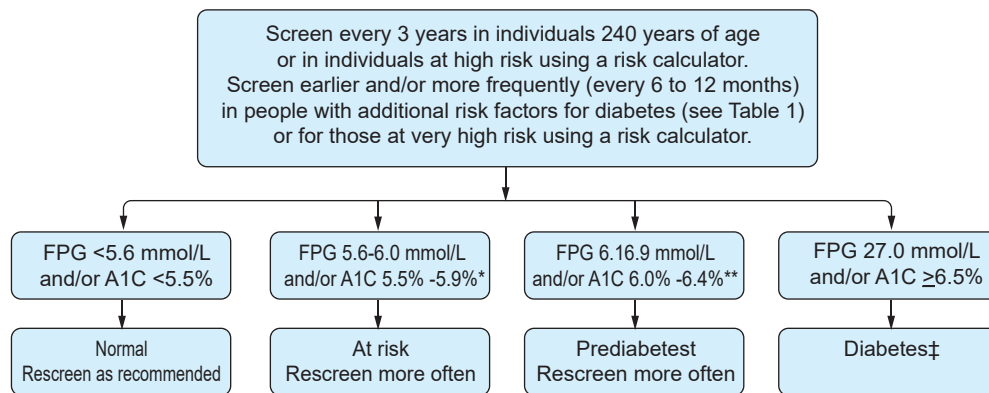 Screen every 3 years in individuals 240 years of age
or in individuals at high risk using a risk calculator.
Screen earlier and/or more frequently (every 6 to 12 months)
in people with additional risk factors for diabetes (see Table 1)
or for those at very high risk using a risk calculator.
FPG <5.6 mmol/L
and/or A1C <5.5%
FPG 5.6-6.0 mmol/L
and/or A1C 5.5% -5.9%*
FPG 6.16.9 mmol/L
and/or A1C 6.0% -6.4%**
FPG 27.0 mmol/L
and/or A1C ≥6.5%
Normal
Rescreen as recommended
At risk
Rescreen more often
Prediabetest
Rescreen more often
Diabetes‡